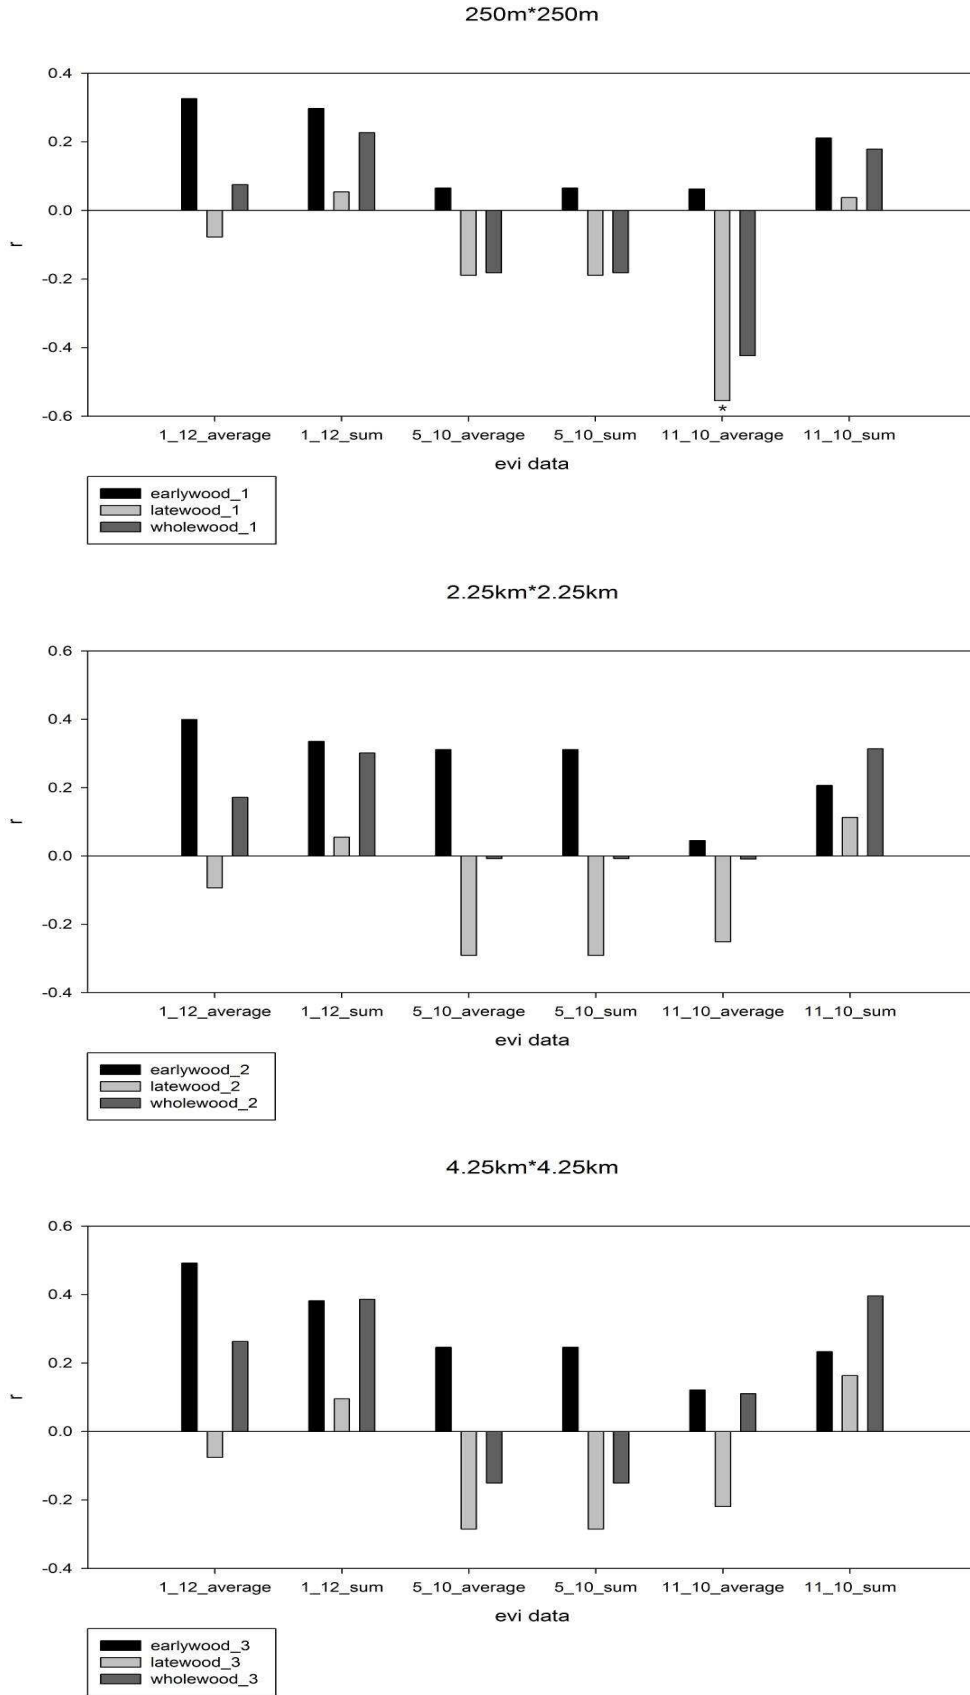 250m*250m
0.4
0.2
0.0
-0.2
-0.4
-0.6
r
*
1_12_average 1_12_sum 5_10_average 5_10_sum 11_10_average 11_10_sum
evi data
earlywood_1
latewood_1
wholewood_1
2.25km*2.25km
0.6
0.4
0.2
0.0
-0.2
-0.4
r
1_12_average 1_12_sum 5_10_average 5_10_sum 11_10_average 11_10_sum
evi data
earlywood_2
latewood_2
wholewood_2
4.25km*4.25km
0.6
0.4
0.2
0.0
-0.2
-0.4
r
1_12_average 1_12_sum 5_10_average 5_10_sum 11_10_average 11_10_sum
evi data
earlywood_3
latewood_3
wholewood_3